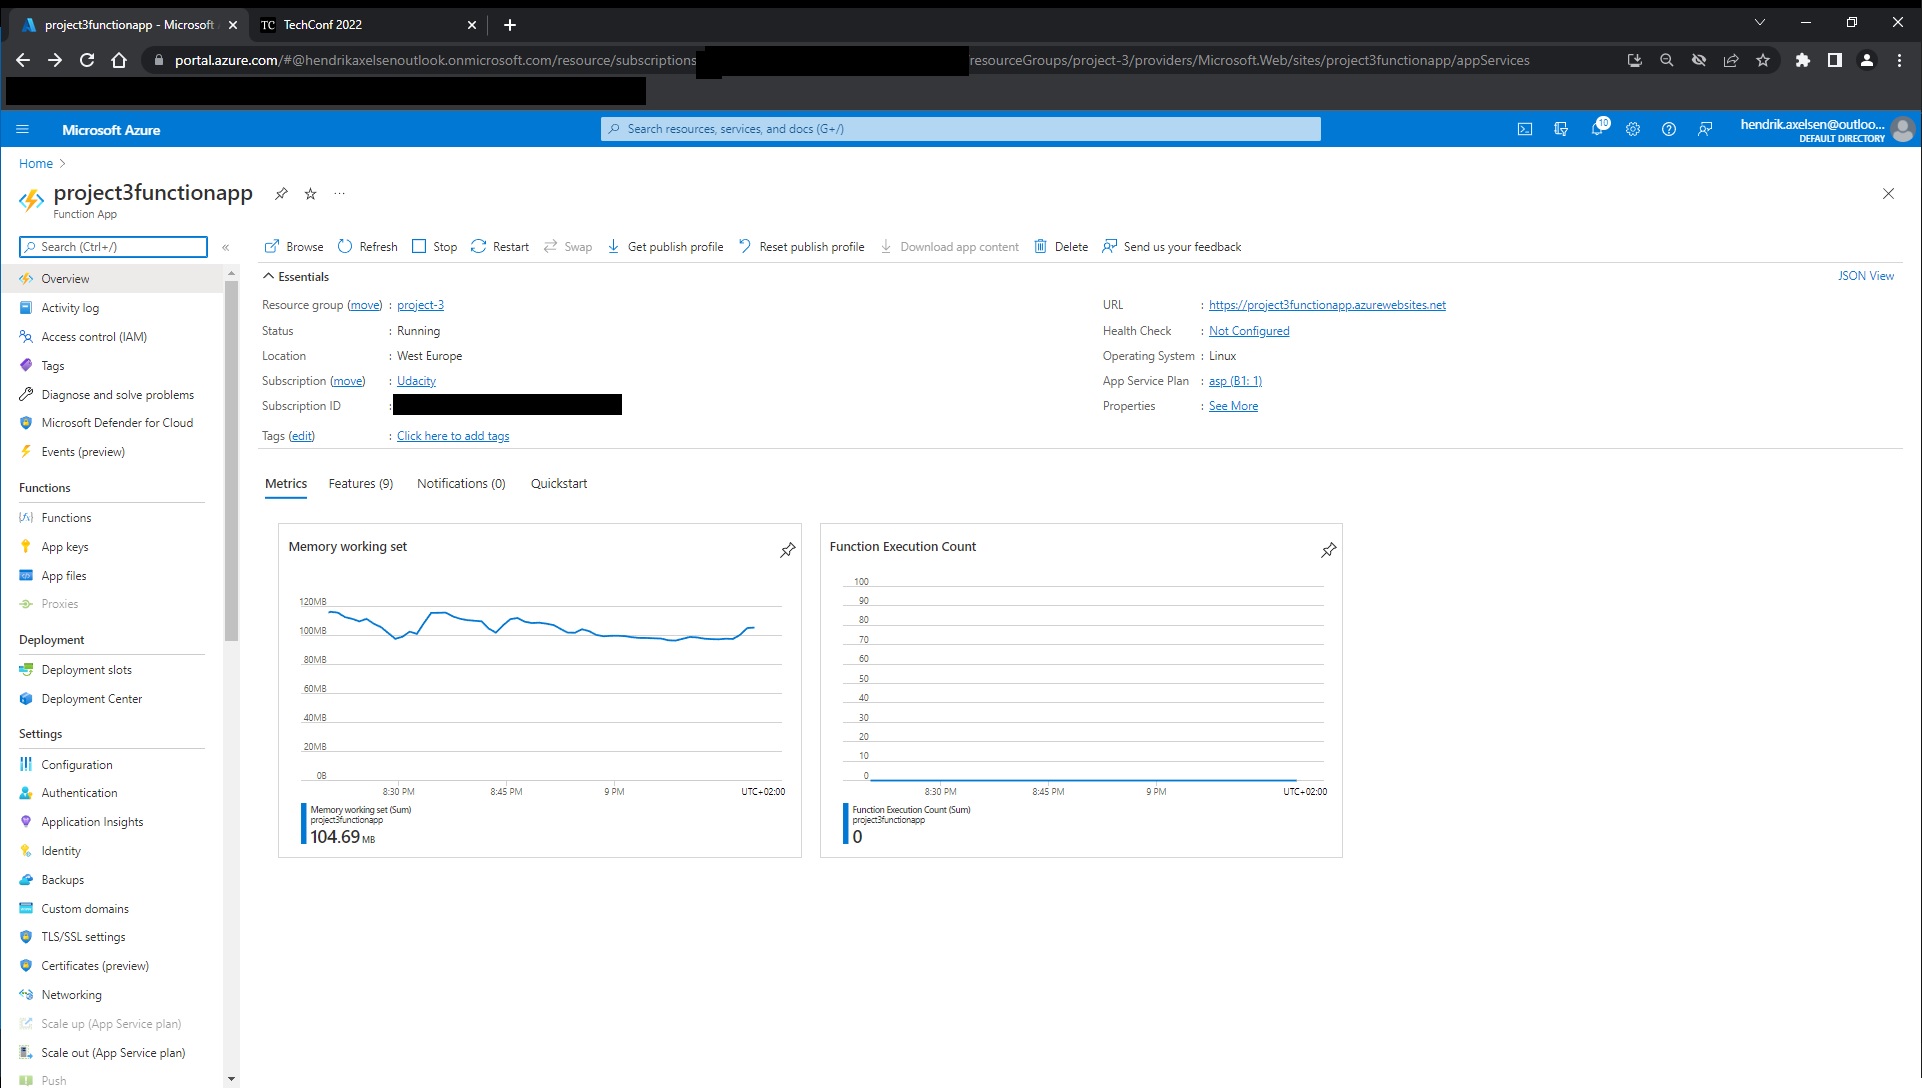 project3functionapp - Microsoft
TC TechConf 2022
portal.azure.com/#@hendrikaxelsenoutlook.onmicrosoft.com/resource/subscriptions resourceGroups/project-3/providers/Microsoft.Web/sites/project3functionapp/appServices
Microsoft Azure
Search resources, services, and docs (G+/)
10
hendrik.axelsen@outloo...
DEFAULT DIRECTORY
Home
project3functionapp
Function App
Search (Ctrl+/)
«
Browse Refresh Stop Restart Swap Get publish profile Reset publish profile Download app content Delete Send us your feedback
Essentials
JSON View
Resource group (move) : project-3
Status : Running
Location : West Europe
Subscription (move) : Udacity
Subscription ID :
Tags (edit) : Click here to add tags
URL : https://project3functionapp.azurewebsites.net
Health Check : Not Configured
Operating System : Linux
App Service Plan : asp (B1: 1)
Properties : See More
Overview
Activity log
Access control (IAM)
Tags
Diagnose and solve problems
Microsoft Defender for Cloud
Events (preview)
Functions
Functions
App keys
App files
Proxies
Deployment
Deployment slots
Deployment Center
Settings
Configuration
Authentication
Application Insights
Identity
Backups
Custom domains
TLS/SSL settings
Certificates (preview)
Networking
Scale up (App Service plan)
Scale out (App Service plan)
Push
Metrics Features (9) Notifications (0) Quickstart
Memory working set
120MB
100MB
80MB
60MB
40MB
20MB
0B
8:30 PM 8:45 PM 9 PM UTC+02:00
Memory working set (Sum)
project3functionapp
104.69 MB
Function Execution Count
100
90
80
70
60
50
40
30
20
10
0
8:30 PM 8:45 PM 9 PM UTC+02:00
Function Execution Count (Sum)
project3functionapp
0